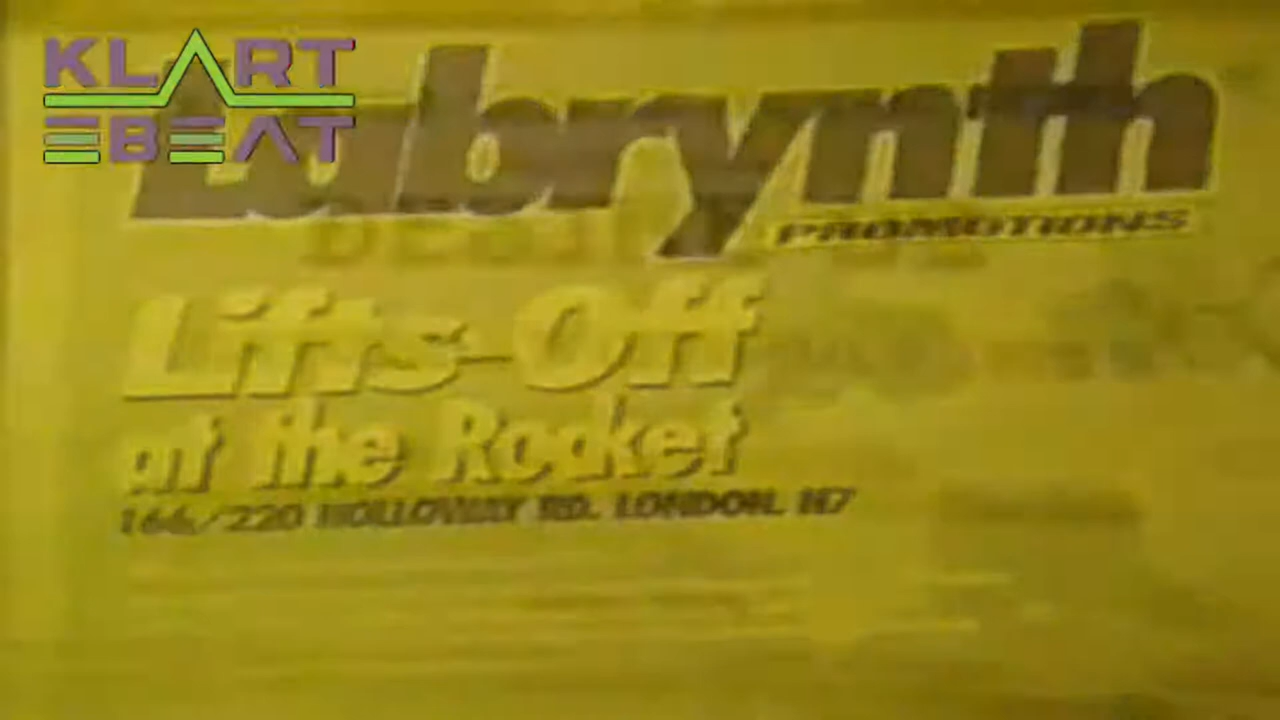 KLART
BEAT
Labrynth
PROMOTIONS
Lifts-Off
at the Rocket
166/220 HOLLOWAY RD. LONDON. N7